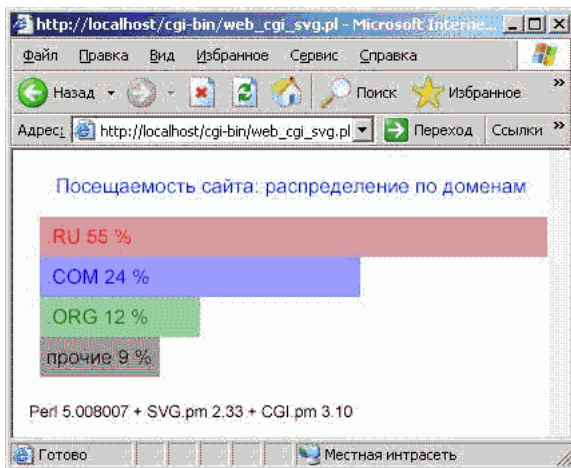 http://localhost/cgi-bin/web_cgi_svg.pl - Microsoft Interne...
Файл Правка Вид Избранное Сервис Справка
Назад Поиск Избранное »
Адрес: http://localhost/cgi-bin/web_cgi_svg.pl Переход Ссылки »
Посещаемость сайта: распределение по доменам
.RU 55 %
.COM 24 %
.ORG 12 %
прочие 9 %
Perl 5.008007 + SVG.pm 2.33 + CGI.pm 3.10
Готово Местная интрасеть